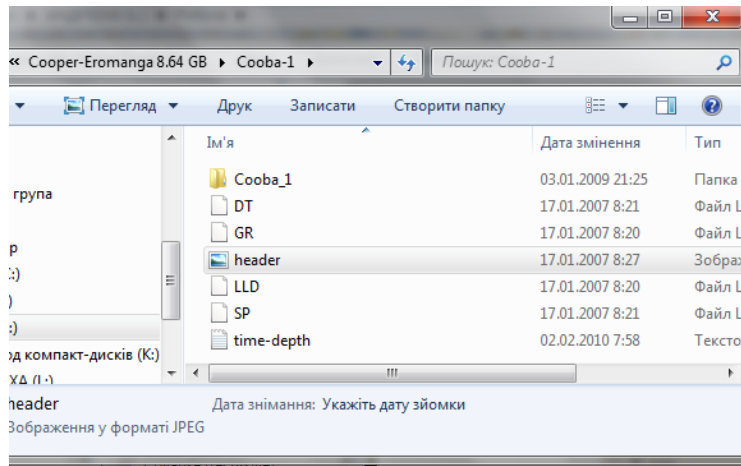 « Cooper-Eromanga 8.64 GB ▸ Cooba-1 ▸ Пошук: Cooba-1
Перегляд Друк Записати Створити папку
Ім'я Дата змінення Тип
Cooba_1 03.01.2009 21:25 Папка
група
DT 17.01.2007 8:21 Файл L
GR 17.01.2007 8:20 Файл L
р
header 17.01.2007 8:27 Зображ
:)
LLD 17.01.2007 8:20 Файл L
)
SP 17.01.2007 8:21 Файл L
:)
time-depth 02.02.2010 7:58 Тексто
од компакт-дисків (K:)
XA (L:)
header Дата знімання: Укажіть дату зйомки
Зображення у форматі JPEG